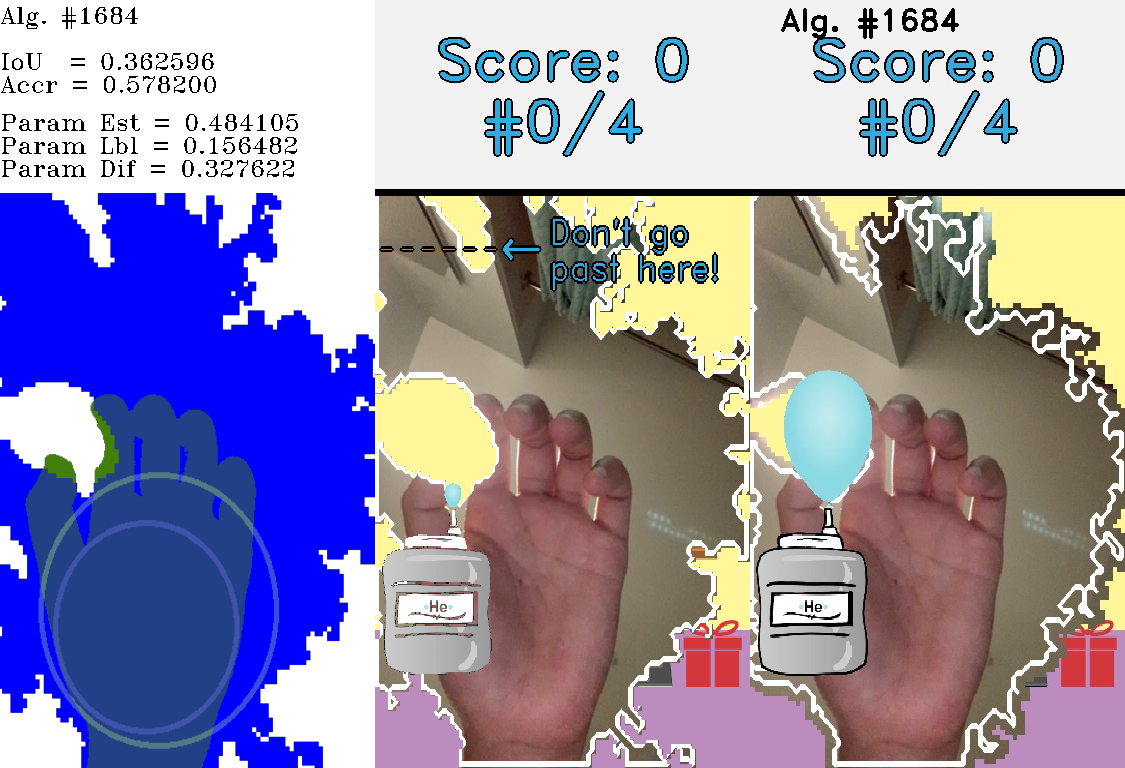 Alg. #1684
IoU = 0.362596
Accr = 0.578200
Param Est = 0.484105
Param Lbl = 0.156482
Param Dif = 0.327622
Score: 0
#0/4
Don't go
past here!
•He•
Alg. #1684
Score: 0
#0/4
•He•